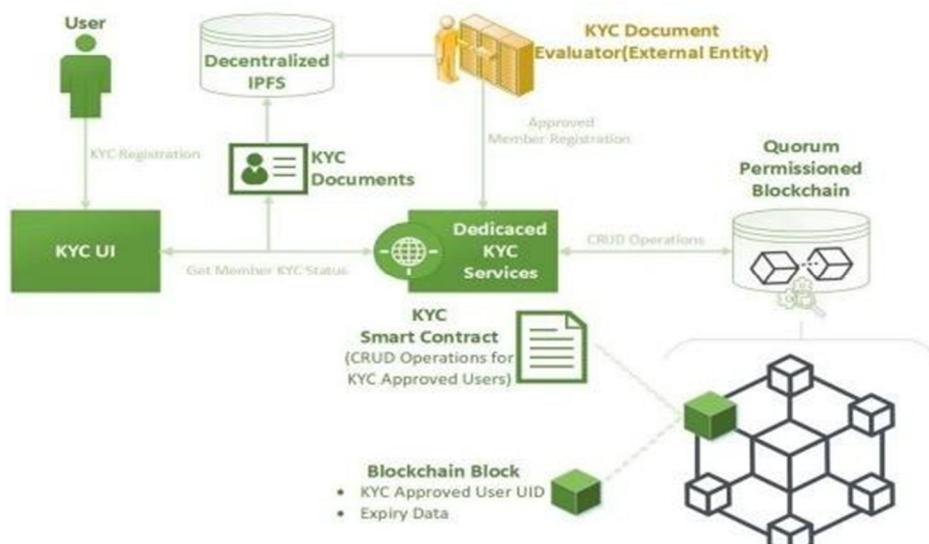 User
Decentralized
IPFS
KYC Document
Evaluator(External Entity)
KYC Registration
KYC
Documents
Approved
Member Registration
Quorum
Permissioned
Blockchain
KYC UI
Get Member KYC Status
Dedicaced
KYC
Services
CRUD Operations
KYC
Smart Contract
(CRUD Operations for
KYC Approved Users)
Blockchain Block
• KYC Approved User UID
• Expiry Data